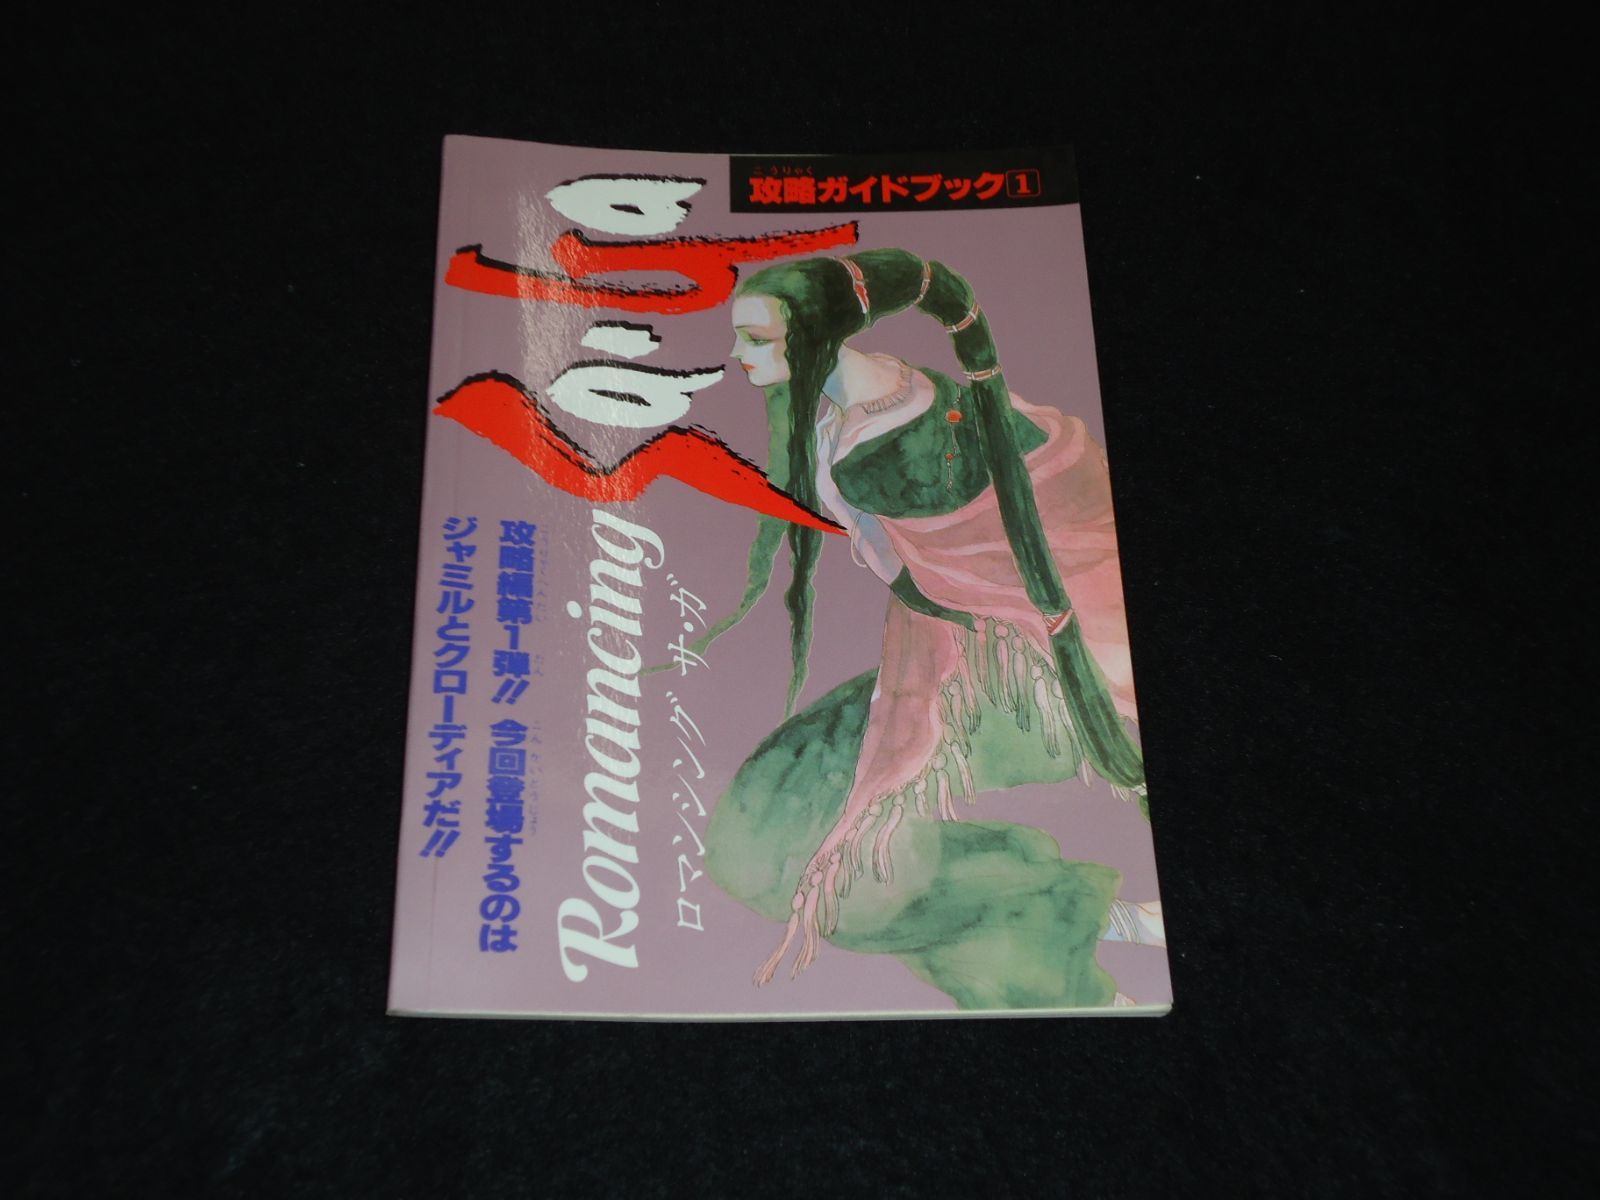 こうりゃく
攻略ガイドブック1
Romancing Sa・Ga
ロマンシング サ・ガ
攻略編第1弾!! 今回登場するのは
ジャミルとクローディアだ!!